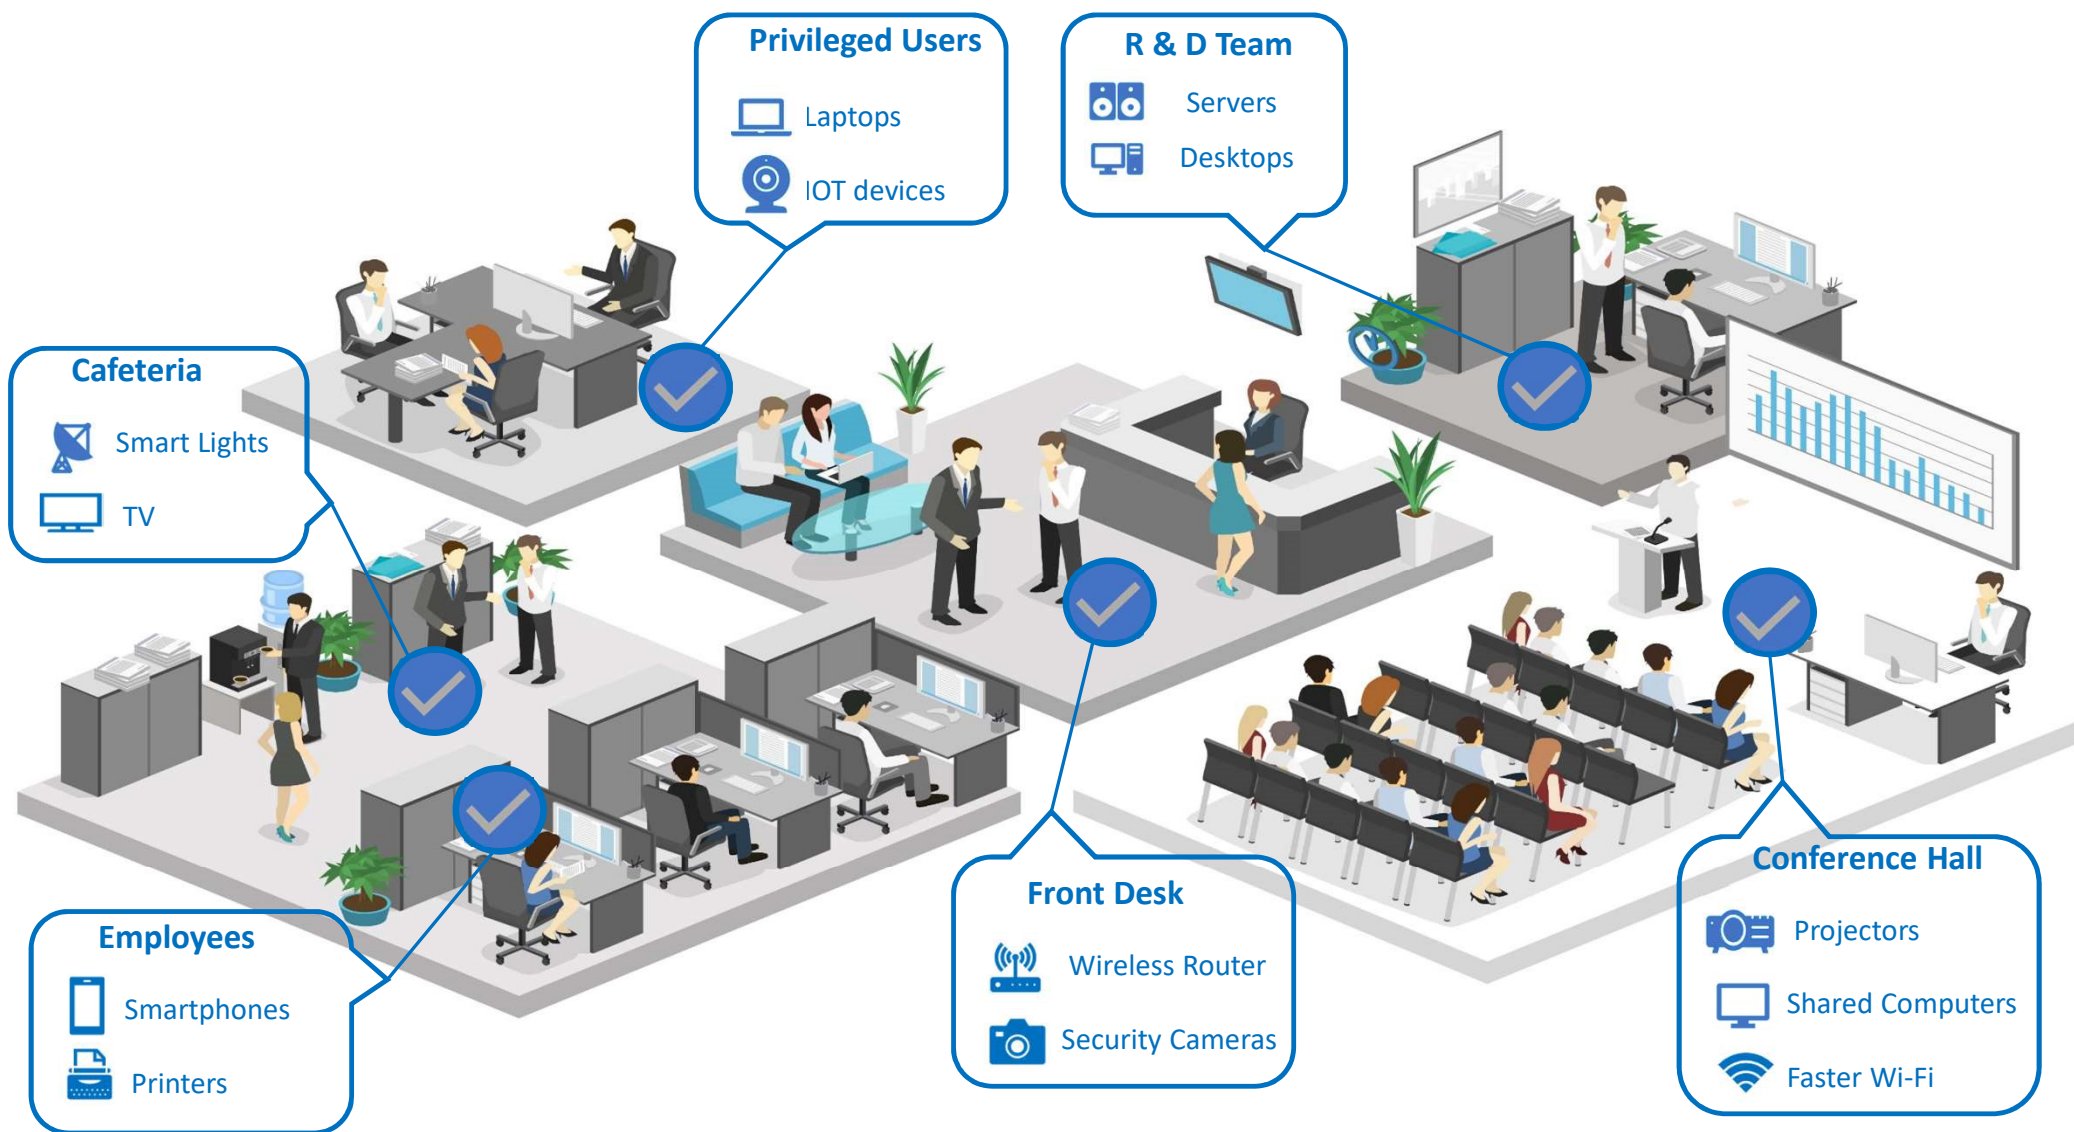 Privileged Users
Laptops
IOT devices
R & D Team
Servers
Desktops
Cafeteria
Smart Lights
TV
Employees
Smartphones
Printers
Front Desk
Wireless Router
Security Cameras
Conference Hall
Projectors
Shared Computers
Faster Wi-Fi